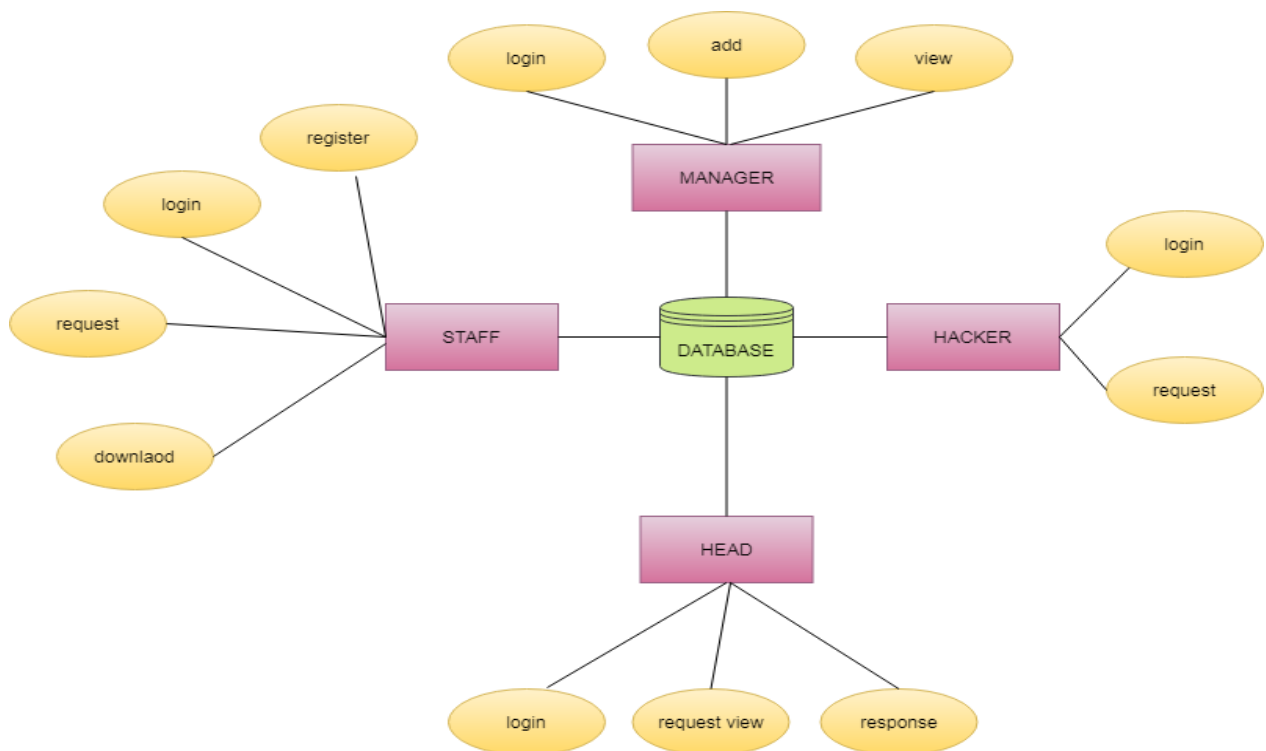 add
login
view
register
MANAGER
login
login
request
STAFF
DATABASE
HACKER
request
downlaod
HEAD
login
request view
response